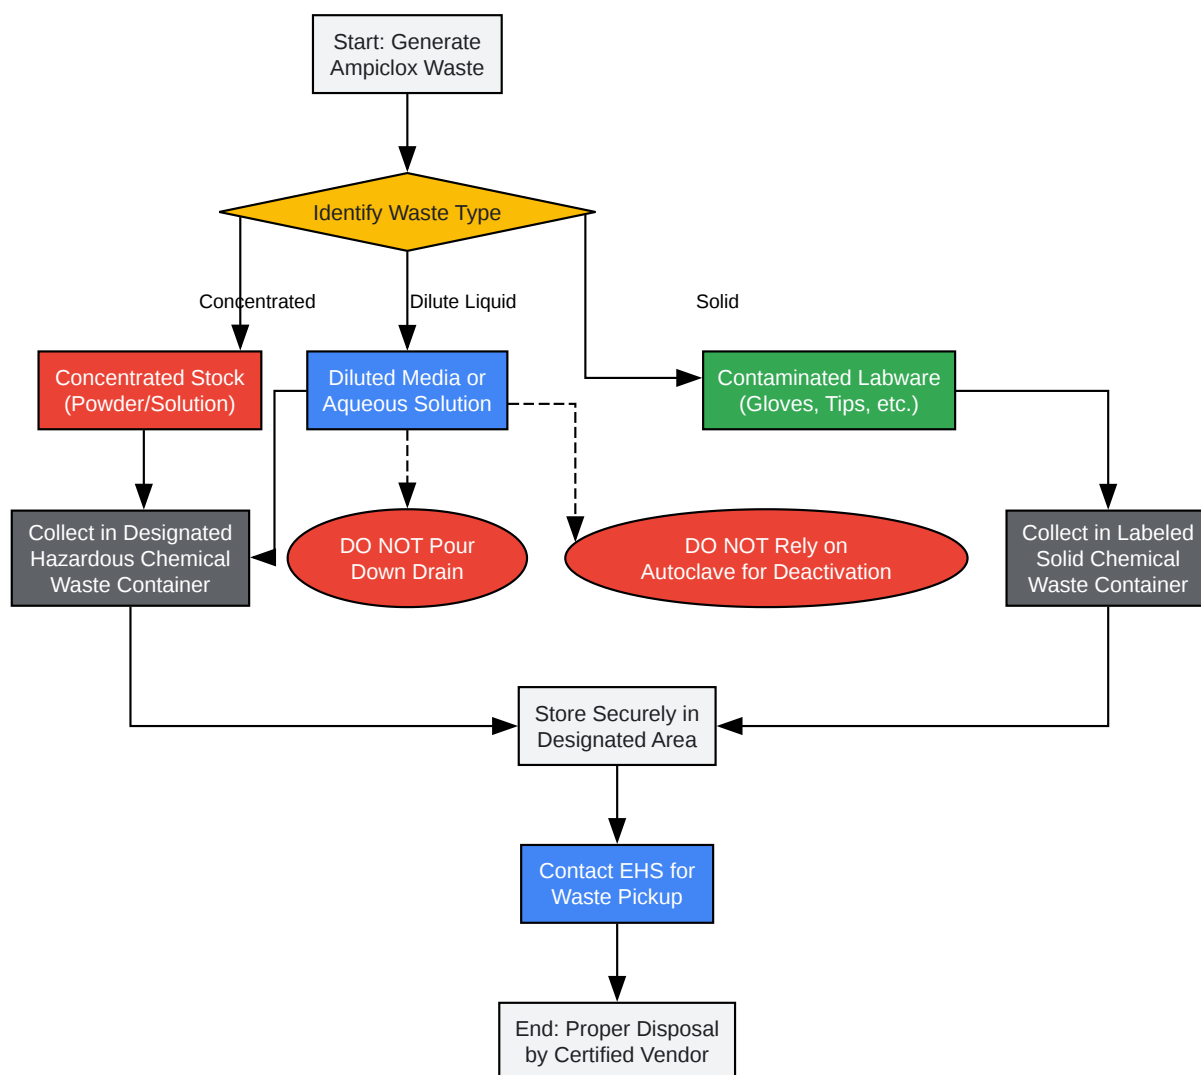 Start: Generate
Ampiclox Waste
Identify Waste Type
Concentrated
Dilute Liquid
Solid
Concentrated Stock
(Powder/Solution)
Diluted Media or
Aqueous Solution
Contaminated Labware
(Gloves, Tips, etc.)
Collect in Designated
Hazardous Chemical
Waste Container
DO NOT Pour
Down Drain
DO NOT Rely on
Autoclave for Deactivation
Collect in Labeled
Solid Chemical
Waste Container
Store Securely in
Designated Area
Contact EHS for
Waste Pickup
End: Proper Disposal
by Certified Vendor